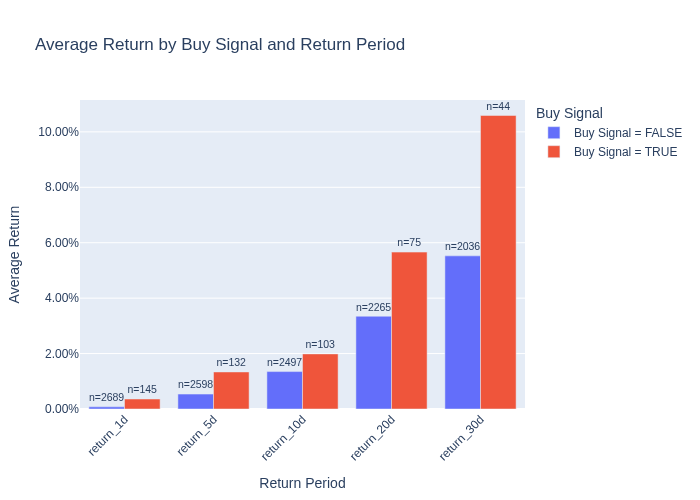 Average Return by Buy Signal and Return Period
Buy Signal
Buy Signal = FALSE
Buy Signal = TRUE
Average Return
10.00%
8.00%
6.00%
4.00%
2.00%
0.00%
n=2689
n=145
n=2598
n=132
n=2497
n=103
n=2265
n=75
n=2036
n=44
return_1d
return_5d
return_10d
return_20d
return_30d
Return Period